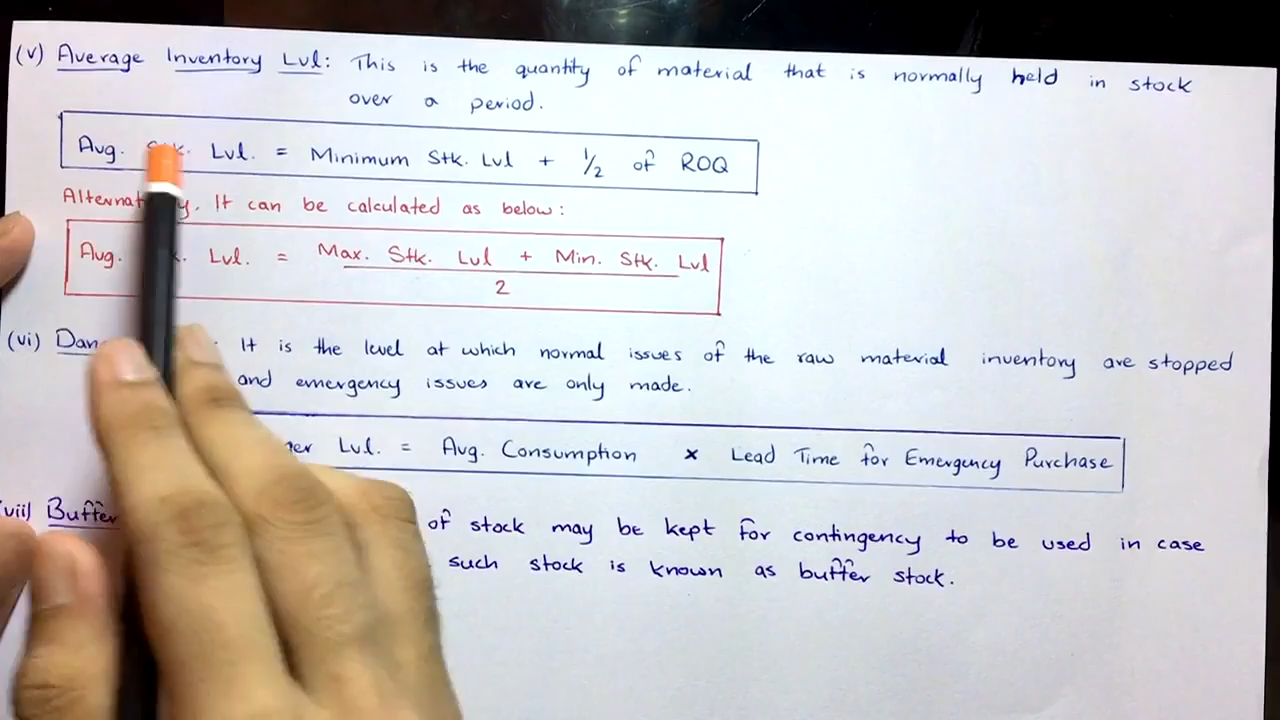 (v) Average Inventory Lvl: This is the quantity of material that is normally held in stock
over a period.
Avg. Stk. Lvl. = Minimum Stk. Lvl + 1/2 of ROQ
It can be calculated as below:
Avg. Lvl. = Max. Stk. Lvl + Min. Stk. Lvl
2
(vi) It is the level at which normal issues of the raw material inventory are stopped
and emergency issues are only made.
Lvl. = Avg. Consumption x Lead Time for Emergency Purchase
(vii) Buffer of stock may be kept for contingency to be used in case
such stock is known as buffer stock.